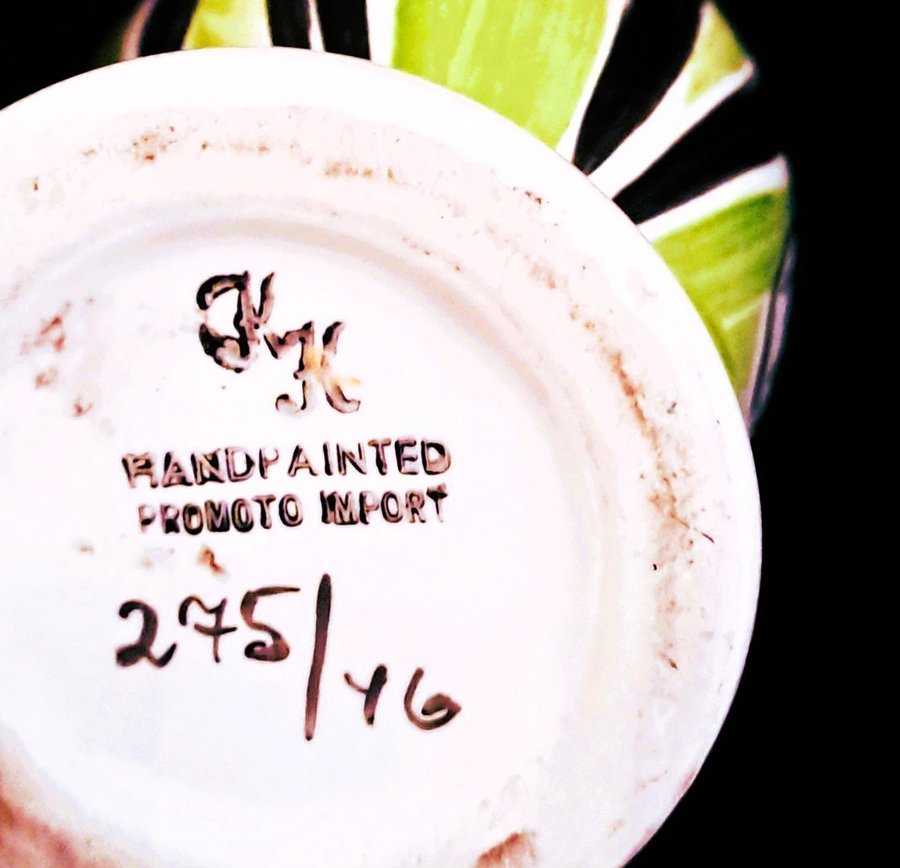 HANDPAINTED
PROMOTO IMPORT
275/46